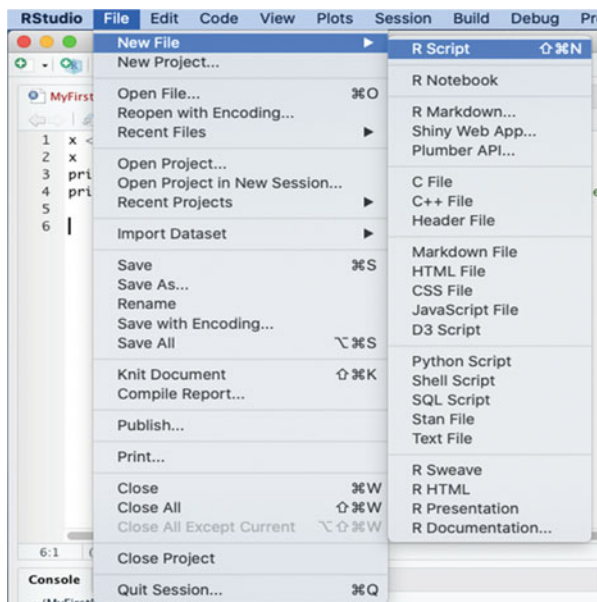 RStudio File Edit Code View Plots Session Build Debug
New File ▶
New Project...
Open File... ⌘O
Reopen with Encoding...
Recent Files ▶
Open Project...
Open Project in New Session...
Recent Projects ▶
Import Dataset ▶
Save ⌘S
Save As...
Rename
Save with Encoding...
Save All ⌥⌘S
Knit Document ⇧⌘K
Compile Report...
Publish...
Print...
Close ⌘W
Close All ⇧⌘W
Close All Except Current ⌥⇧⌘W
Close Project
Quit Session... ⌘Q
R Script ⇧⌘N
R Notebook
R Markdown...
Shiny Web App...
Plumber API...
C File
C++ File
Header File
Markdown File
HTML File
CSS File
JavaScript File
D3 Script
Python Script
Shell Script
SQL Script
Stan File
Text File
R Sweave
R HTML
R Presentation
R Documentation...
MyFirst
1 x <
2 x
3 pri
4 pri
5
6
6:1
Console